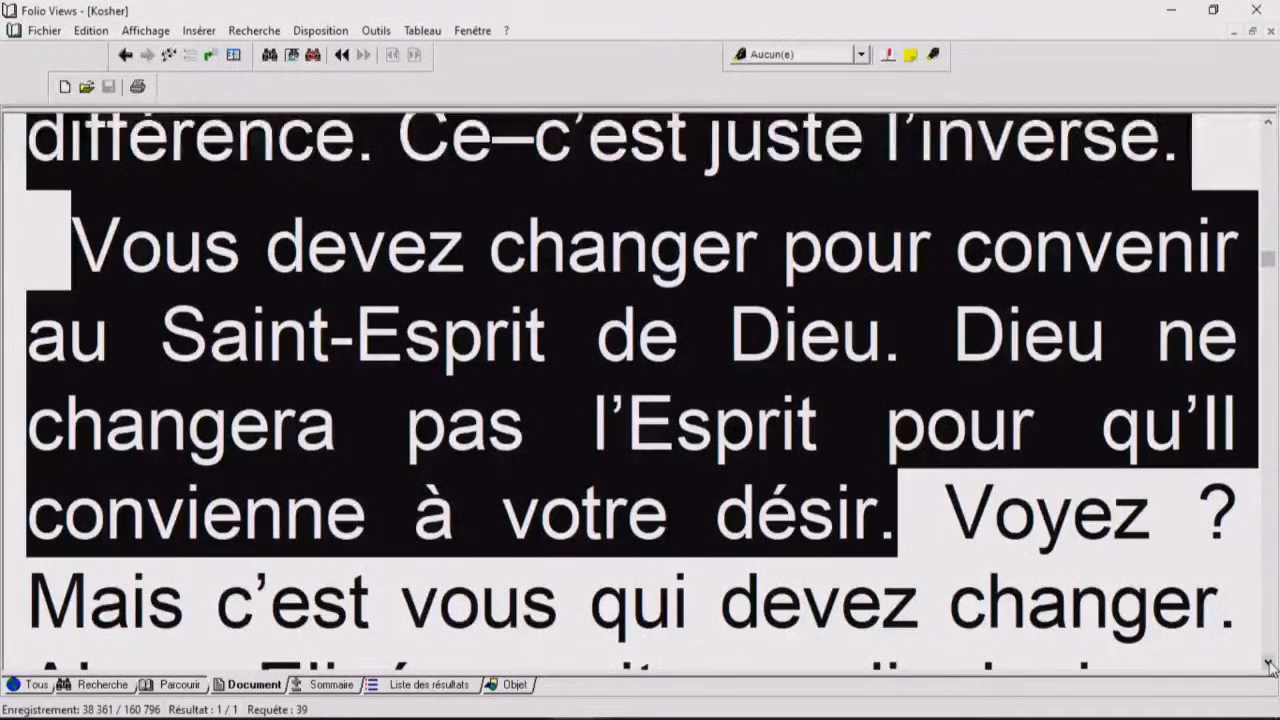 Folio Views - [Kosher]
Fichier Edition Affichage Insérer Recherche Disposition Outils Tableau Fenêtre ?
Aucun(e)
différence. Ce–c’est juste l’inverse.
Vous devez changer pour convenir
au Saint-Esprit de Dieu. Dieu ne
changera pas l’Esprit pour qu’Il
convienne à votre désir. Voyez ?
Mais c’est vous qui devez changer.
Tous Recherche Parcourir Document Sommaire Liste des résultats Objet
Enregistrement: 38 361 / 160 796 Résultat : 1 / 1 Requête : 39